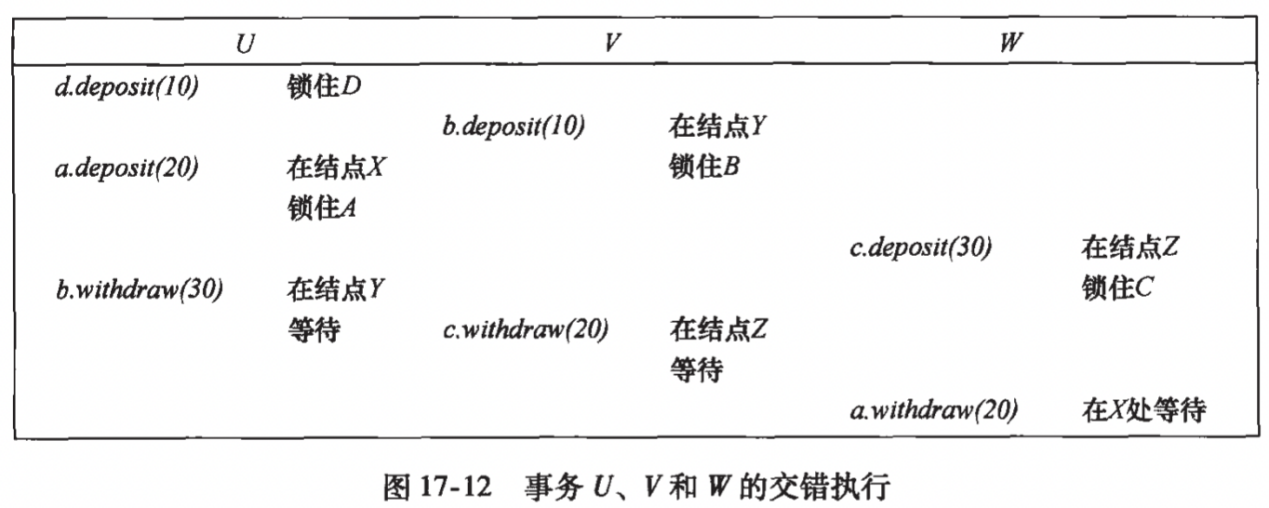 U V W
d.deposit(10) 锁住D
b.deposit(10) 在结点Y
a.deposit(20) 在结点X 锁住B
锁住A
c.deposit(30) 在结点Z
b.withdraw(30) 在结点Y 锁住C
等待 c.withdraw(20) 在结点Z
等待
a.withdraw(20) 在X处等待
图 17-12 事务 U、V 和 W 的交错执行